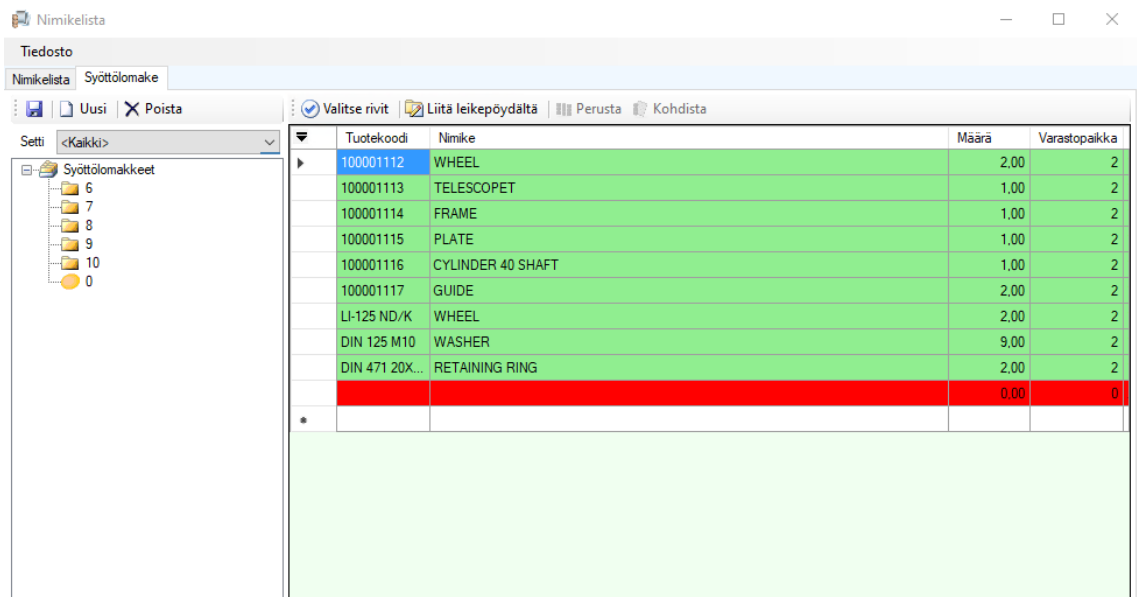 Nimikelista
Tiedosto
Nimikelista Syöttölomake
Uusi Poista Valitse rivit Liitä leikepöydältä Perusta Kohdista
Setti <Kaikki>
Syöttölomakkeet
6
7
8
9
10
0
Tuotekoodi Nimike Määrä Varastopaikka
100001112 WHEEL 2,00 2
100001113 TELESCOPET 1,00 2
100001114 FRAME 1,00 2
100001115 PLATE 1,00 2
100001116 CYLINDER 40 SHAFT 1,00 2
100001117 GUIDE 2,00 2
LI-125 ND/K WHEEL 2,00 2
DIN 125 M10 WASHER 9,00 2
DIN 471 20X... RETAINING RING 2,00 2
0,00 0